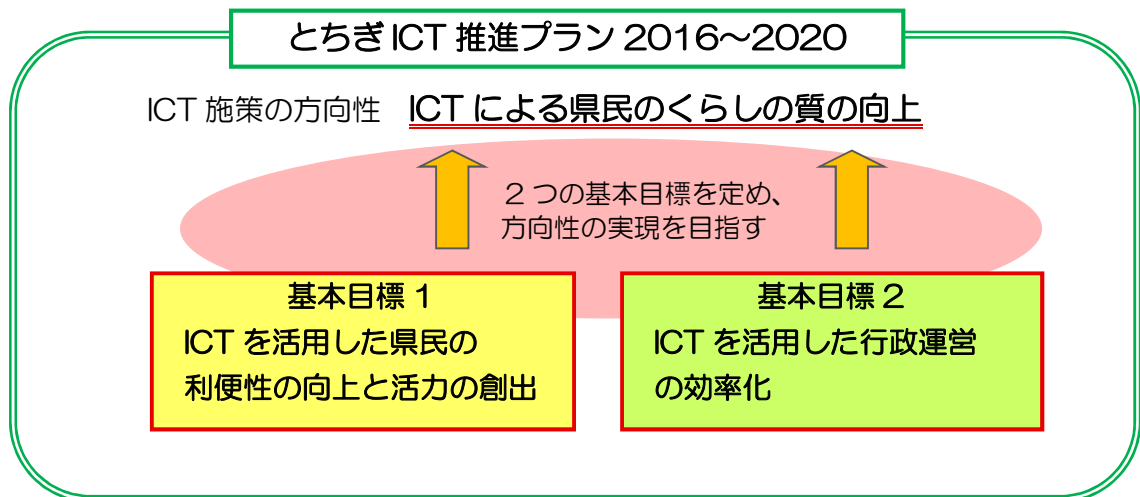 とちぎ ICT 推進プラン 2016～2020
ICT 施策の方向性 ICT による県民のくらしの質の向上
2 つの基本目標を定め、
方向性の実現を目指す
基本目標 1
ICT を活用した県民の
利便性の向上と活力の創出
基本目標 2
ICT を活用した行政運営
の効率化